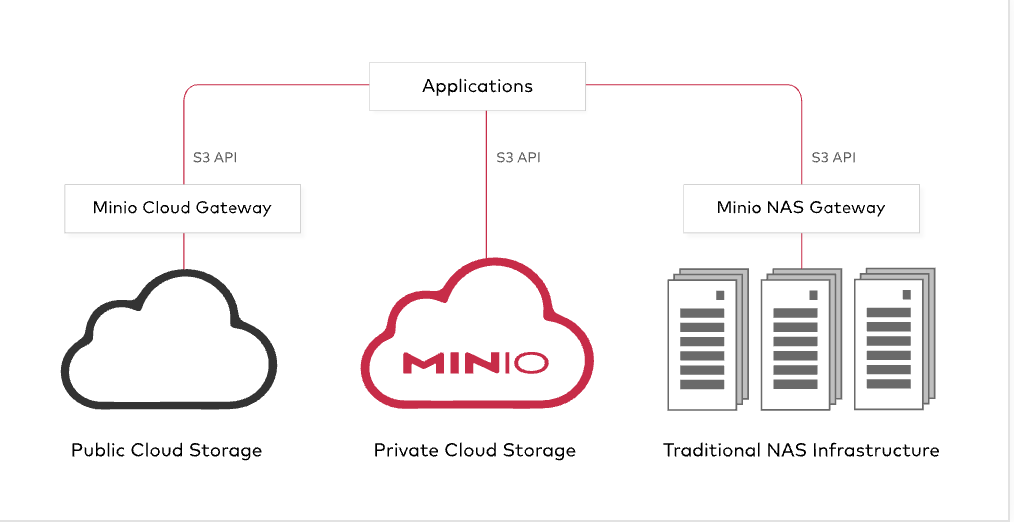 Applications
S3 API
S3 API
S3 API
Minio Cloud Gateway
Minio NAS Gateway
MINIO
Public Cloud Storage
Private Cloud Storage
Traditional NAS Infrastructure